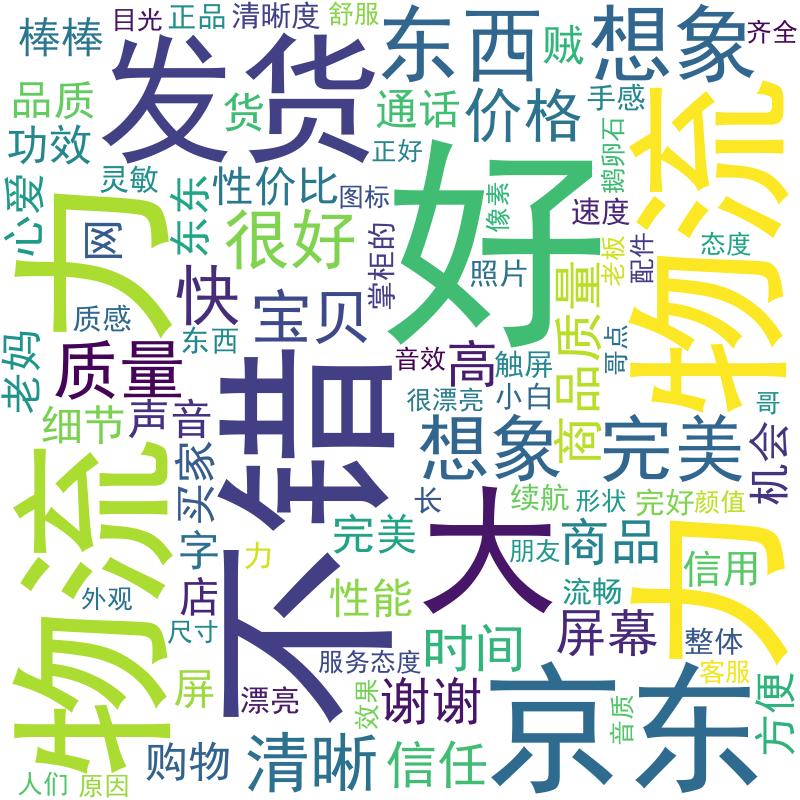 棒棒
目光
正品
清晰度
舒服
东西
贼
想象
齐全
发货
品质
货
通话
价格
手感
功效
正好
鹅卵石
物流力
灵敏
性价比
图标
好
像素
心爱
东东
网
很好
掌柜的
照片
速度
老板
配件
态度
物流力
快
宝贝
质感
东西
商品质量
哥点
老妈
质量
不错
音效
高
触屏
很漂亮
小白
哥
细节
声音
想象
完美
机会
买家
大
长
续航
形状
完好
颜值
字
力
完美
朋友
商品
信用
外观
店
性能
流畅
尺寸
服务态度
时间
屏幕
整体
客服
屏
漂亮
效果
谢谢
京东
音质
方便
购物
清晰
信任
人们
原因